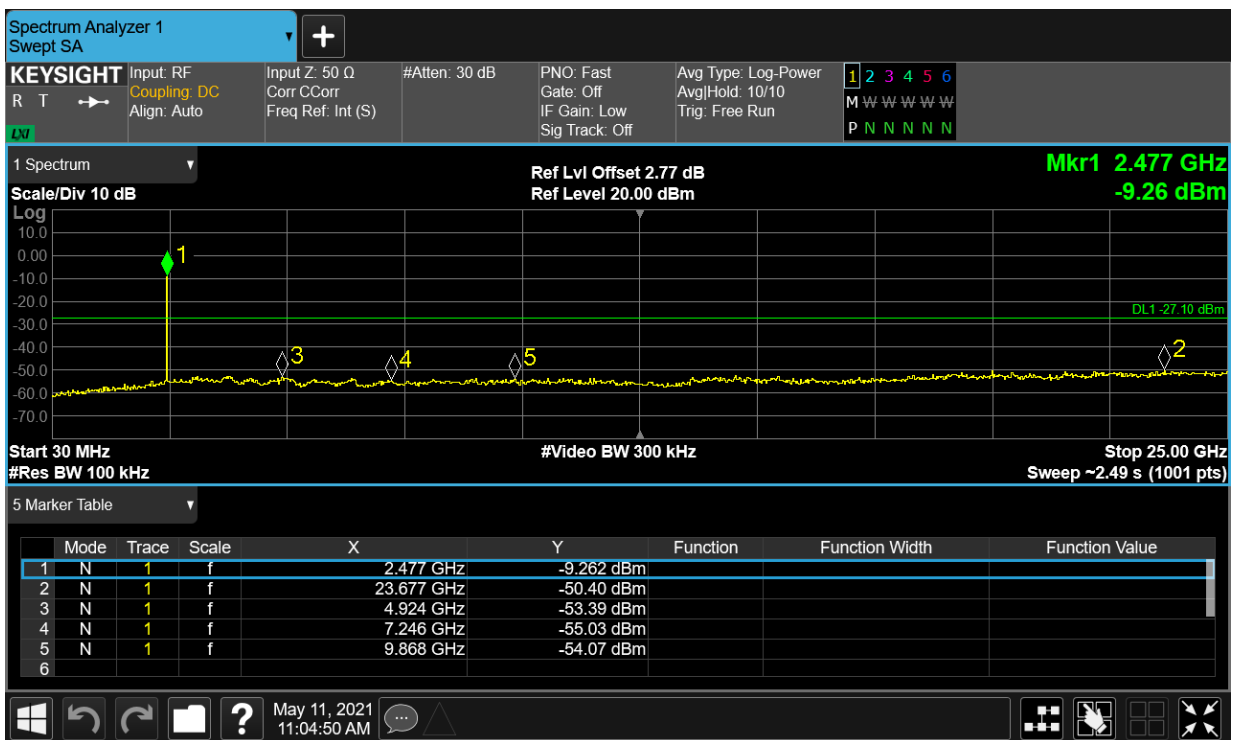 Spectrum Analyzer 1
Swept SA
KEYSIGHT
R T
LXI
Input: RF
Coupling: DC
Align: Auto
Input Z: 50 Ω
Corr CCorr
Freq Ref: Int (S)
#Atten: 30 dB
PNO: Fast
Gate: Off
IF Gain: Low
Sig Track: Off
Avg Type: Log-Power
Avg|Hold: 10/10
Trig: Free Run
1 2 3 4 5 6
M W W W W W
P N N N N N
1 Spectrum
Scale/Div 10 dB
Ref Lvl Offset 2.77 dB
Ref Level 20.00 dBm
Mkr1 2.477 GHz
-9.26 dBm
Log
10.0
0.00
-10.0
-20.0
-30.0
-40.0
-50.0
-60.0
-70.0
1
DL1 -27.10 dBm
3
4
5
2
Start 30 MHz
#Video BW 300 kHz
Stop 25.00 GHz
#Res BW 100 kHz
Sweep ~2.49 s (1001 pts)
5 Marker Table
Mode Trace Scale X Y Function Function Width Function Value
1 N 1 f 2.477 GHz -9.262 dBm
2 N 1 f 23.677 GHz -50.40 dBm
3 N 1 f 4.924 GHz -53.39 dBm
4 N 1 f 7.246 GHz -55.03 dBm
5 N 1 f 9.868 GHz -54.07 dBm
6
?
May 11, 2021
11:04:50 AM